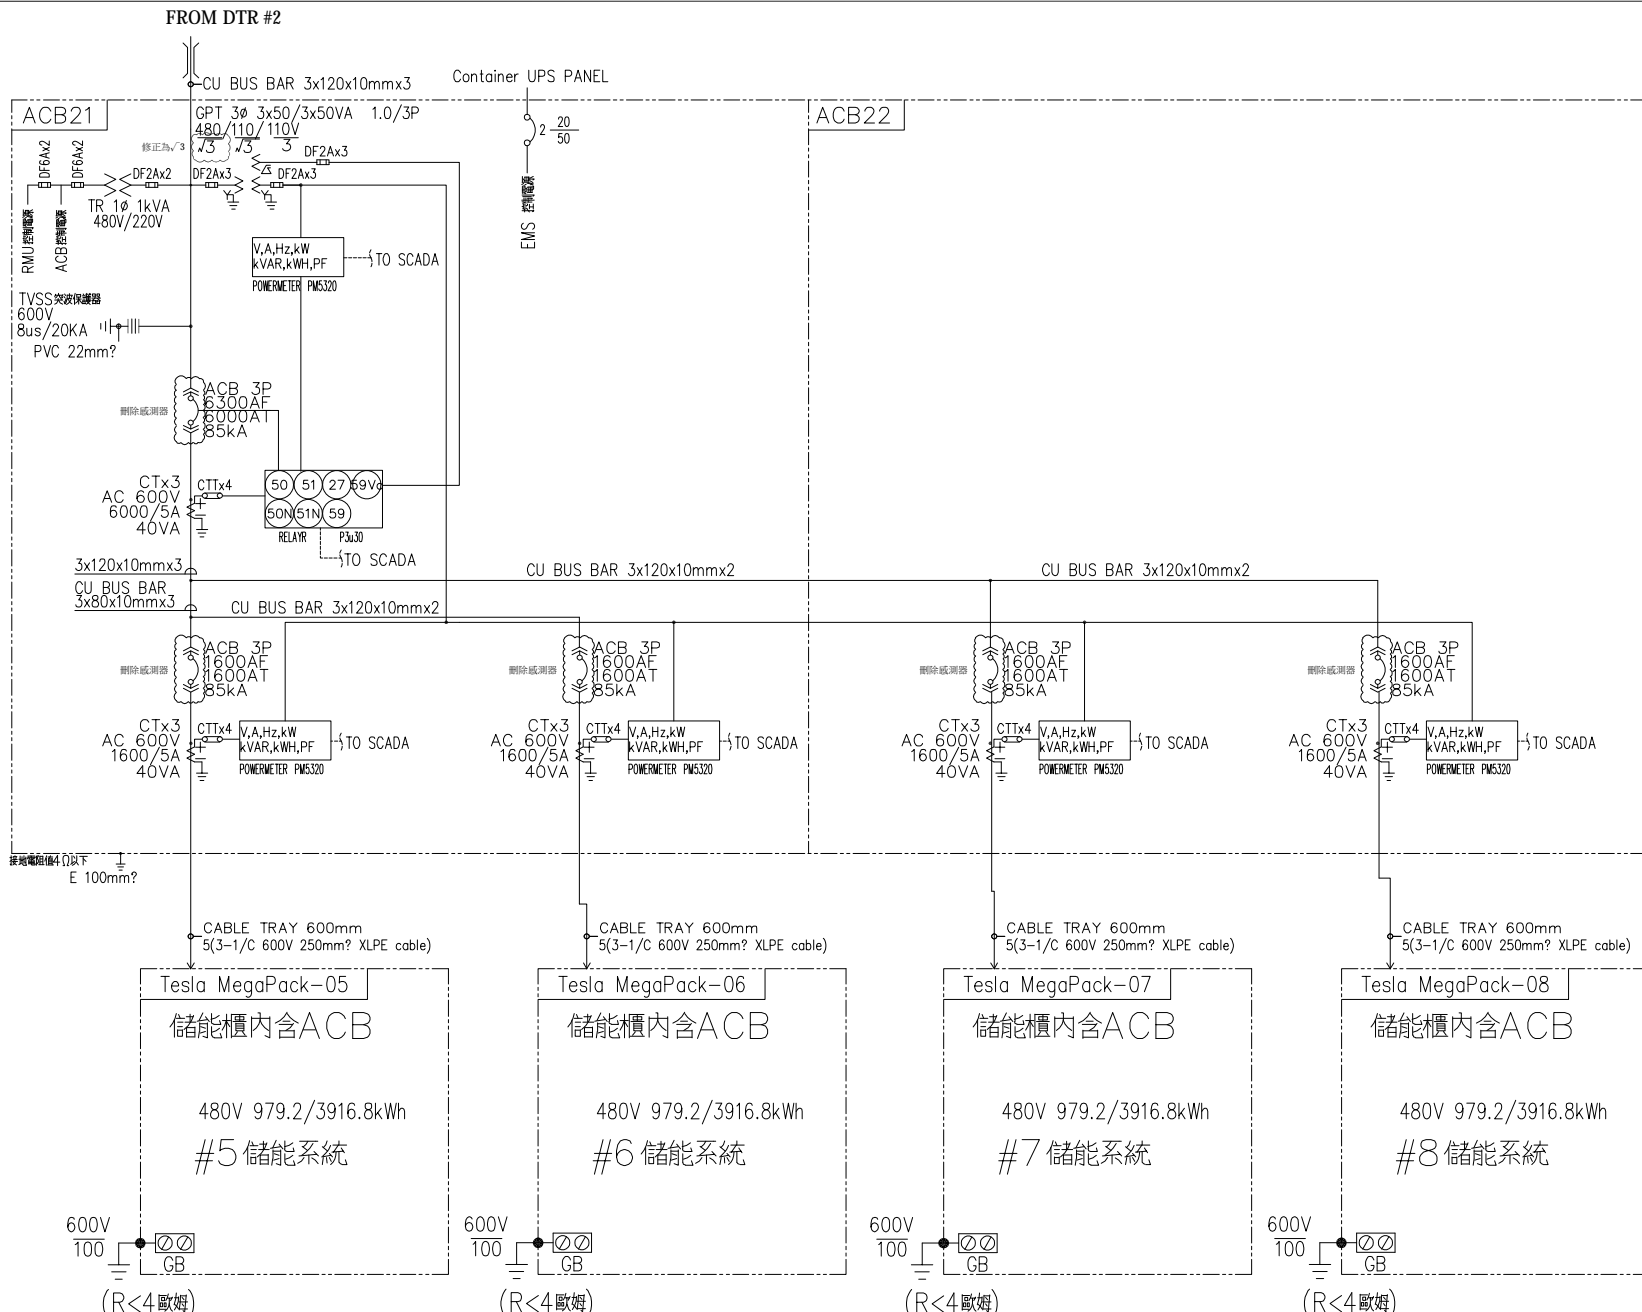 FROM DTR #2
CU BUS BAR 3x120x10mmx3
Container UPS PANEL
ACB21
ACB22
GPT 3ø 3x50/3x50VA 1.0/3P
480/110/110V
√3 √3 3
修正為√3
2 20
50
DF6Ax2
DF6Ax2
DF2Ax2
DF2Ax3
DF2Ax3
DF2Ax3
TR 1ø 1kVA
480V/220V
RMU控制電源
ACB控制電源
EMS 控制電源
V,A,Hz,kW
kVAR,kWH,PF
TO SCADA
POWERMETER PM5320
TVSS突波保護器
600V
8us/20KA
PVC 22mm?
刪除感測器
ACB 3P
6300AF
6000AT
85kA
CTx3
AC 600V
6000/5A
40VA
CTTx4
50 51 27 59Vo
50N 51N 59
RELAYR P3u30
TO SCADA
3x120x10mmx3
CU BUS BAR
3x80x10mmx3
CU BUS BAR 3x120x10mmx2
CU BUS BAR 3x120x10mmx2
CU BUS BAR 3x120x10mmx2
刪除感測器
ACB 3P
1600AF
1600AT
85kA
CTx3
AC 600V
1600/5A
40VA
CTTx4
V,A,Hz,kW
kVAR,kWH,PF
TO SCADA
POWERMETER PM5320
刪除感測器
ACB 3P
1600AF
1600AT
85kA
CTx3
AC 600V
1600/5A
40VA
CTTx4
V,A,Hz,kW
kVAR,kWH,PF
TO SCADA
POWERMETER PM5320
刪除感測器
ACB 3P
1600AF
1600AT
85kA
CTx3
AC 600V
1600/5A
40VA
CTTx4
V,A,Hz,kW
kVAR,kWH,PF
TO SCADA
POWERMETER PM5320
刪除感測器
ACB 3P
1600AF
1600AT
85kA
CTx3
AC 600V
1600/5A
40VA
CTTx4
V,A,Hz,kW
kVAR,kWH,PF
TO SCADA
POWERMETER PM5320
接地電阻值4Ω以下
E 100mm?
CABLE TRAY 600mm
5(3-1/C 600V 250mm? XLPE cable)
Tesla MegaPack-05
儲能櫃內含ACB
480V 979.2/3916.8kWh
#5儲能系統
600V
100
GB
(R<4歐姆)
CABLE TRAY 600mm
5(3-1/C 600V 250mm? XLPE cable)
Tesla MegaPack-06
儲能櫃內含ACB
480V 979.2/3916.8kWh
#6儲能系統
600V
100
GB
(R<4歐姆)
CABLE TRAY 600mm
5(3-1/C 600V 250mm? XLPE cable)
Tesla MegaPack-07
儲能櫃內含ACB
480V 979.2/3916.8kWh
#7儲能系統
600V
100
GB
(R<4歐姆)
CABLE TRAY 600mm
5(3-1/C 600V 250mm? XLPE cable)
Tesla MegaPack-08
儲能櫃內含ACB
480V 979.2/3916.8kWh
#8儲能系統
600V
100
GB
(R<4歐姆)